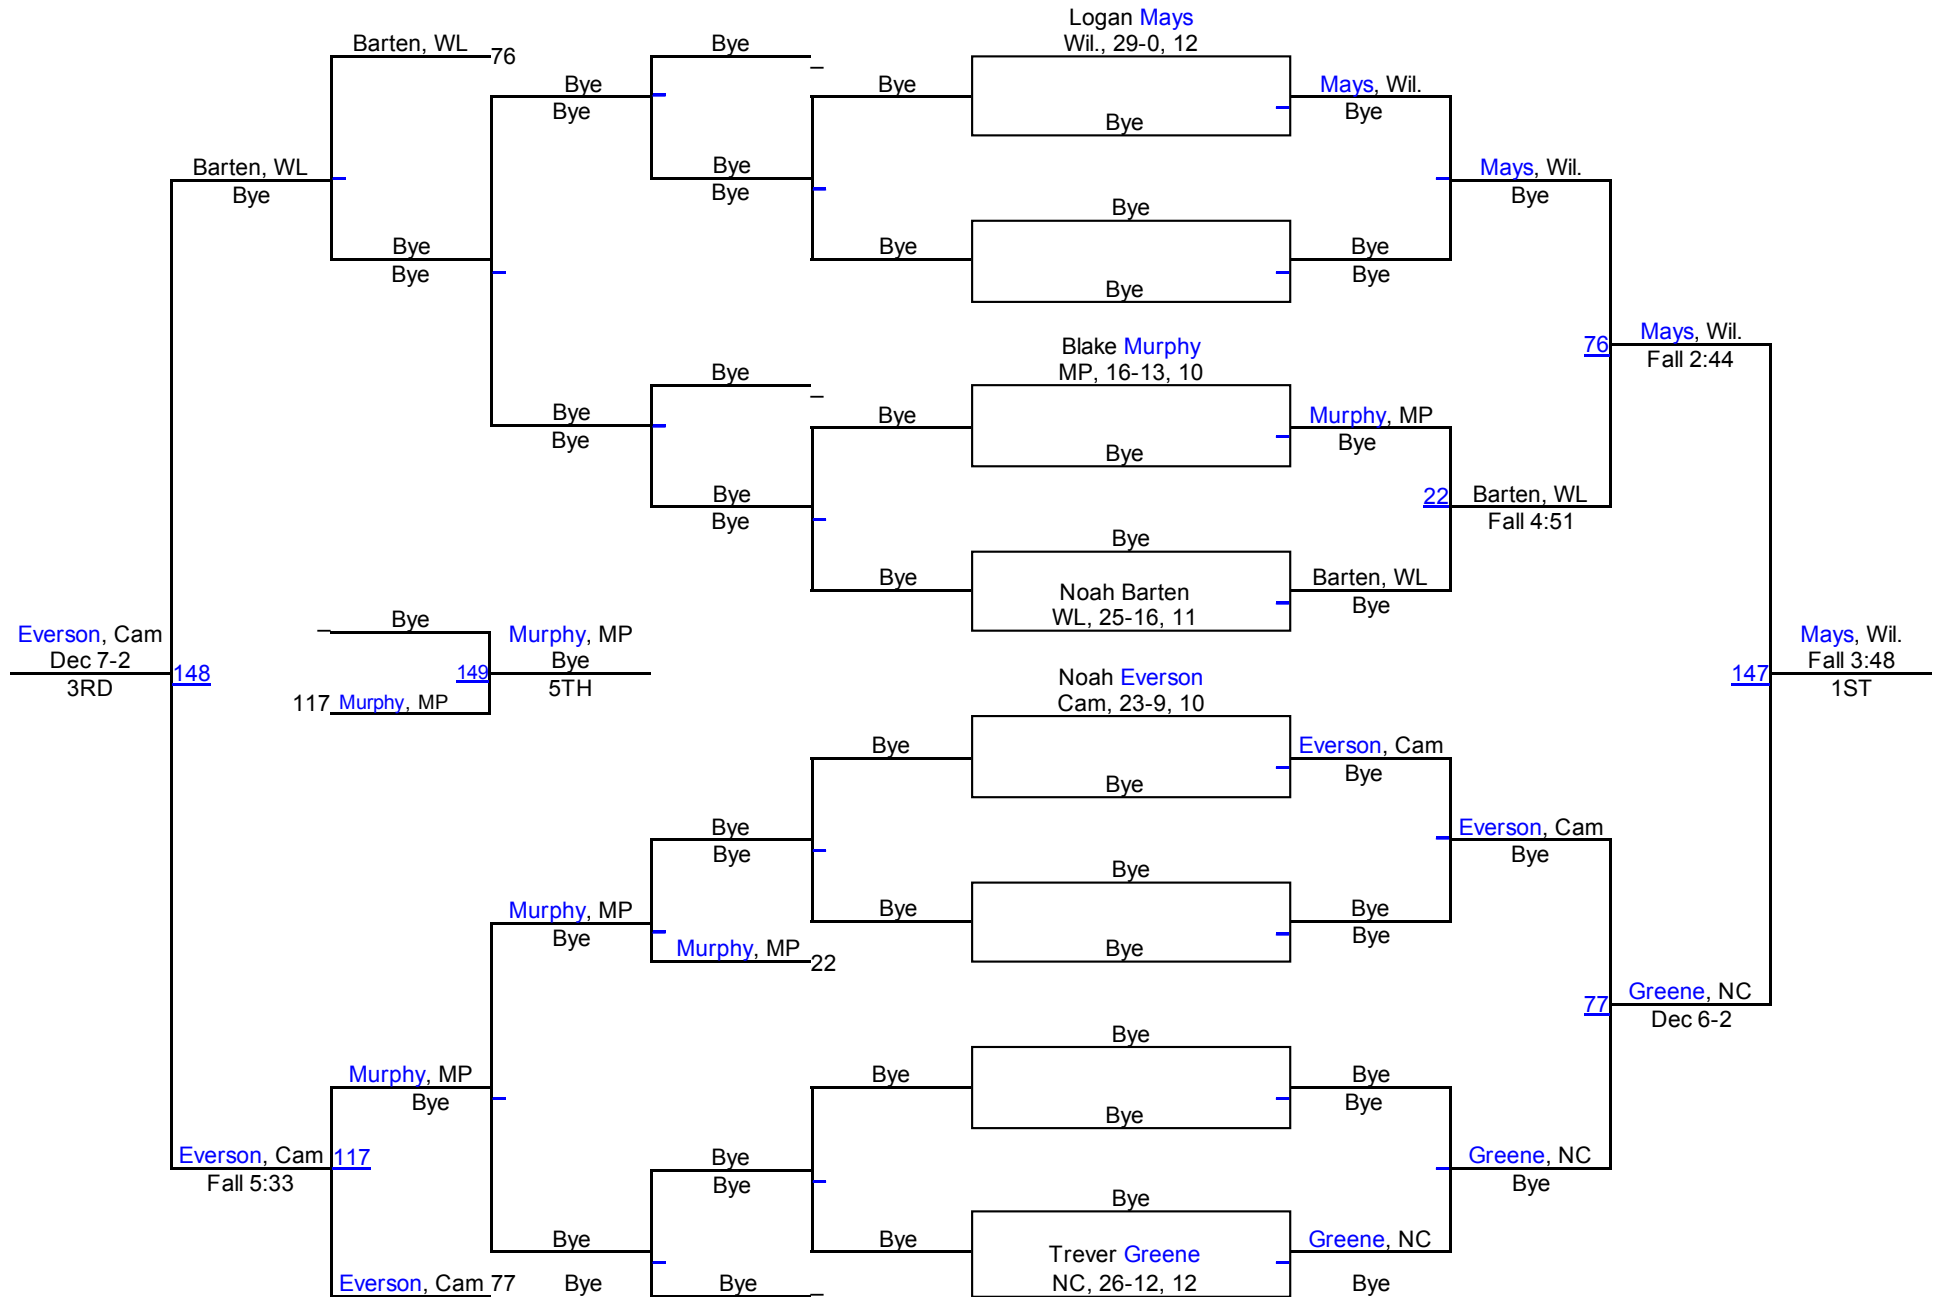 Logan Mays
Wil., 29-0, 12
Barten, WL
76
Bye
Bye
Bye
Bye
Mays, Wil.
Bye
Bye
Barten, WL
Bye
Bye
Bye
Mays, Wil.
Bye
Bye
Bye
Bye
Bye
Bye
Bye
Bye
Bye
76
Mays, Wil.
Fall 2:44
Blake Murphy
MP, 16-13, 10
Bye
Bye
Bye
Bye
Murphy, MP
Bye
Bye
Bye
Bye
22
Barten, WL
Fall 4:51
Bye
Bye
Noah Barten
WL, 25-16, 11
Barten, WL
Bye
Everson, Cam
Dec 7-2
3RD
148
Bye
117 Murphy, MP
149
Murphy, MP
Bye
5TH
147
Mays, Wil.
Fall 3:48
1ST
Noah Everson
Cam, 23-9, 10
Bye
Bye
Everson, Cam
Bye
Bye
Bye
Everson, Cam
Bye
Murphy, MP
Bye
Murphy, MP
22
Bye
Bye
Bye
Bye
Bye
77
Greene, NC
Dec 6-2
Murphy, MP
Bye
Bye
Bye
Bye
Bye
Bye
Everson, Cam
Fall 5:33
117
Bye
Bye
Greene, NC
Bye
Bye
Bye
Bye
Bye
Trever Greene
NC, 26-12, 12
Greene, NC
Bye
Everson, Cam 77
Bye